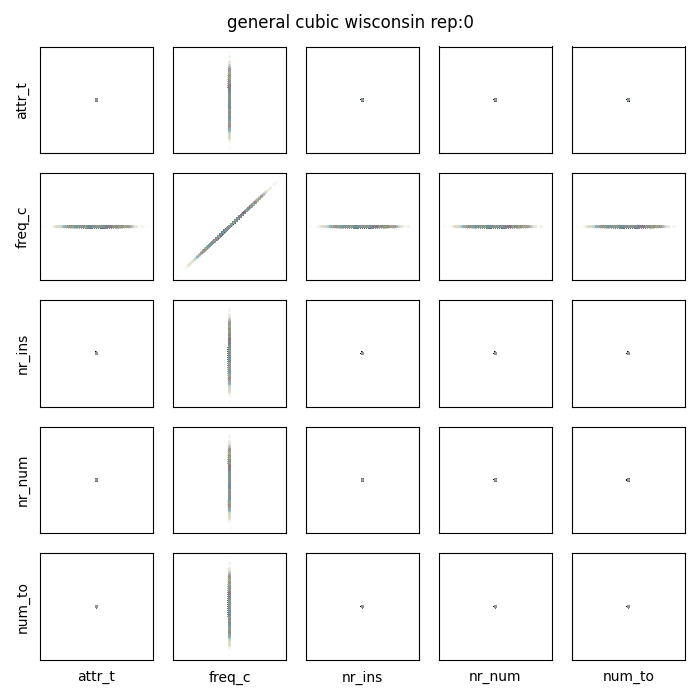 general cubic wisconsin rep:0
attr_t
freq_c
nr_ins
nr_num
num_to
attr_t
freq_c
nr_ins
nr_num
num_to